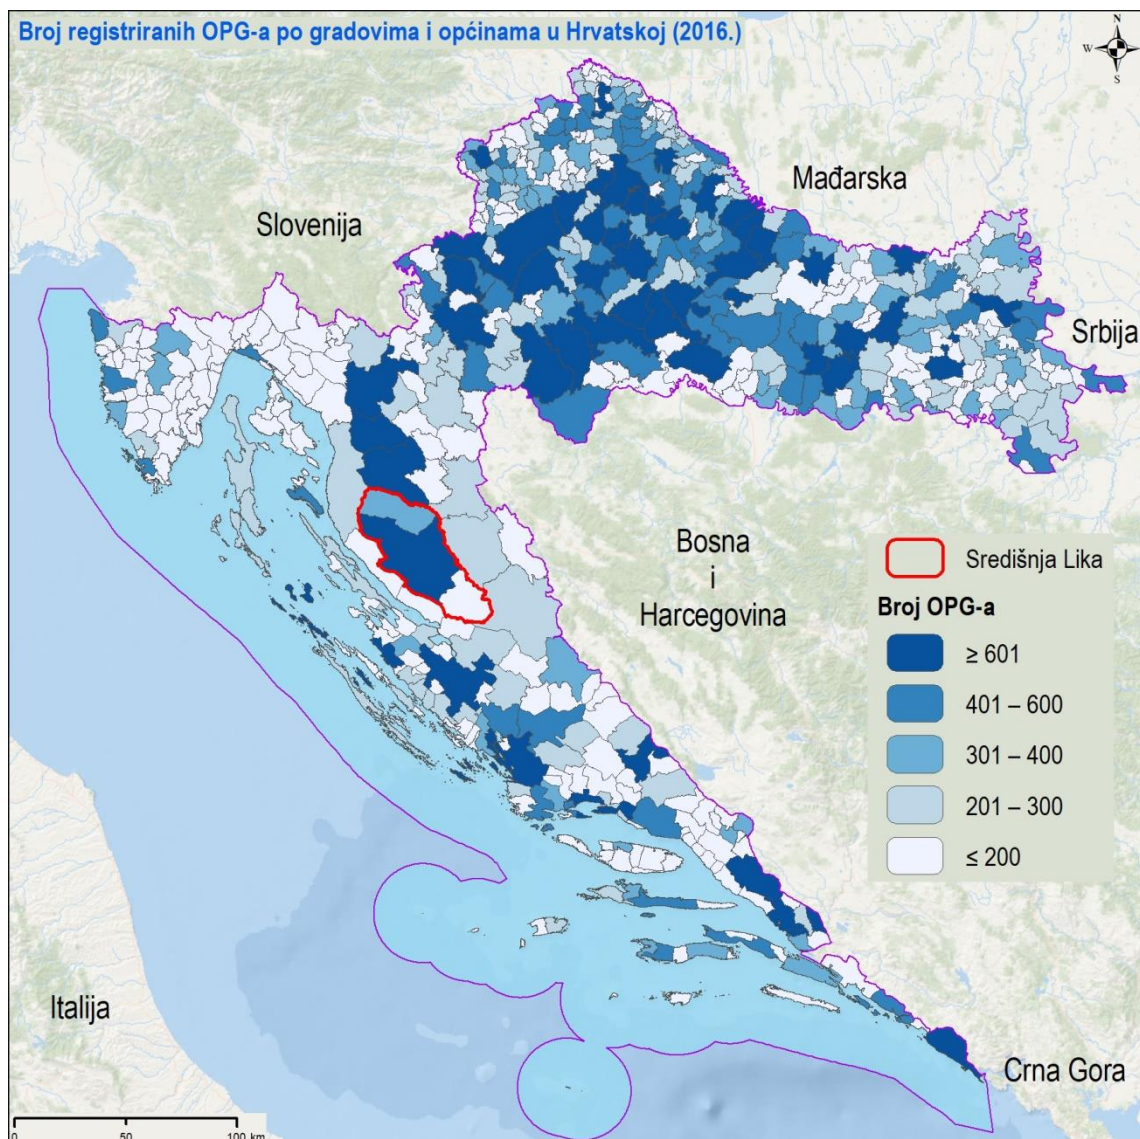 Broj registriranih OPG-a po gradovima i općinama u Hrvatskoj (2016.)
N
W
E
S
Mađarska
Slovenija
Srbija
Bosna
i
Harcegovina
Središnja Lika
Broj OPG-a
≥ 601
401 – 600
301 – 400
201 – 300
≤ 200
Italija
Crna Gora
0
50
100 km